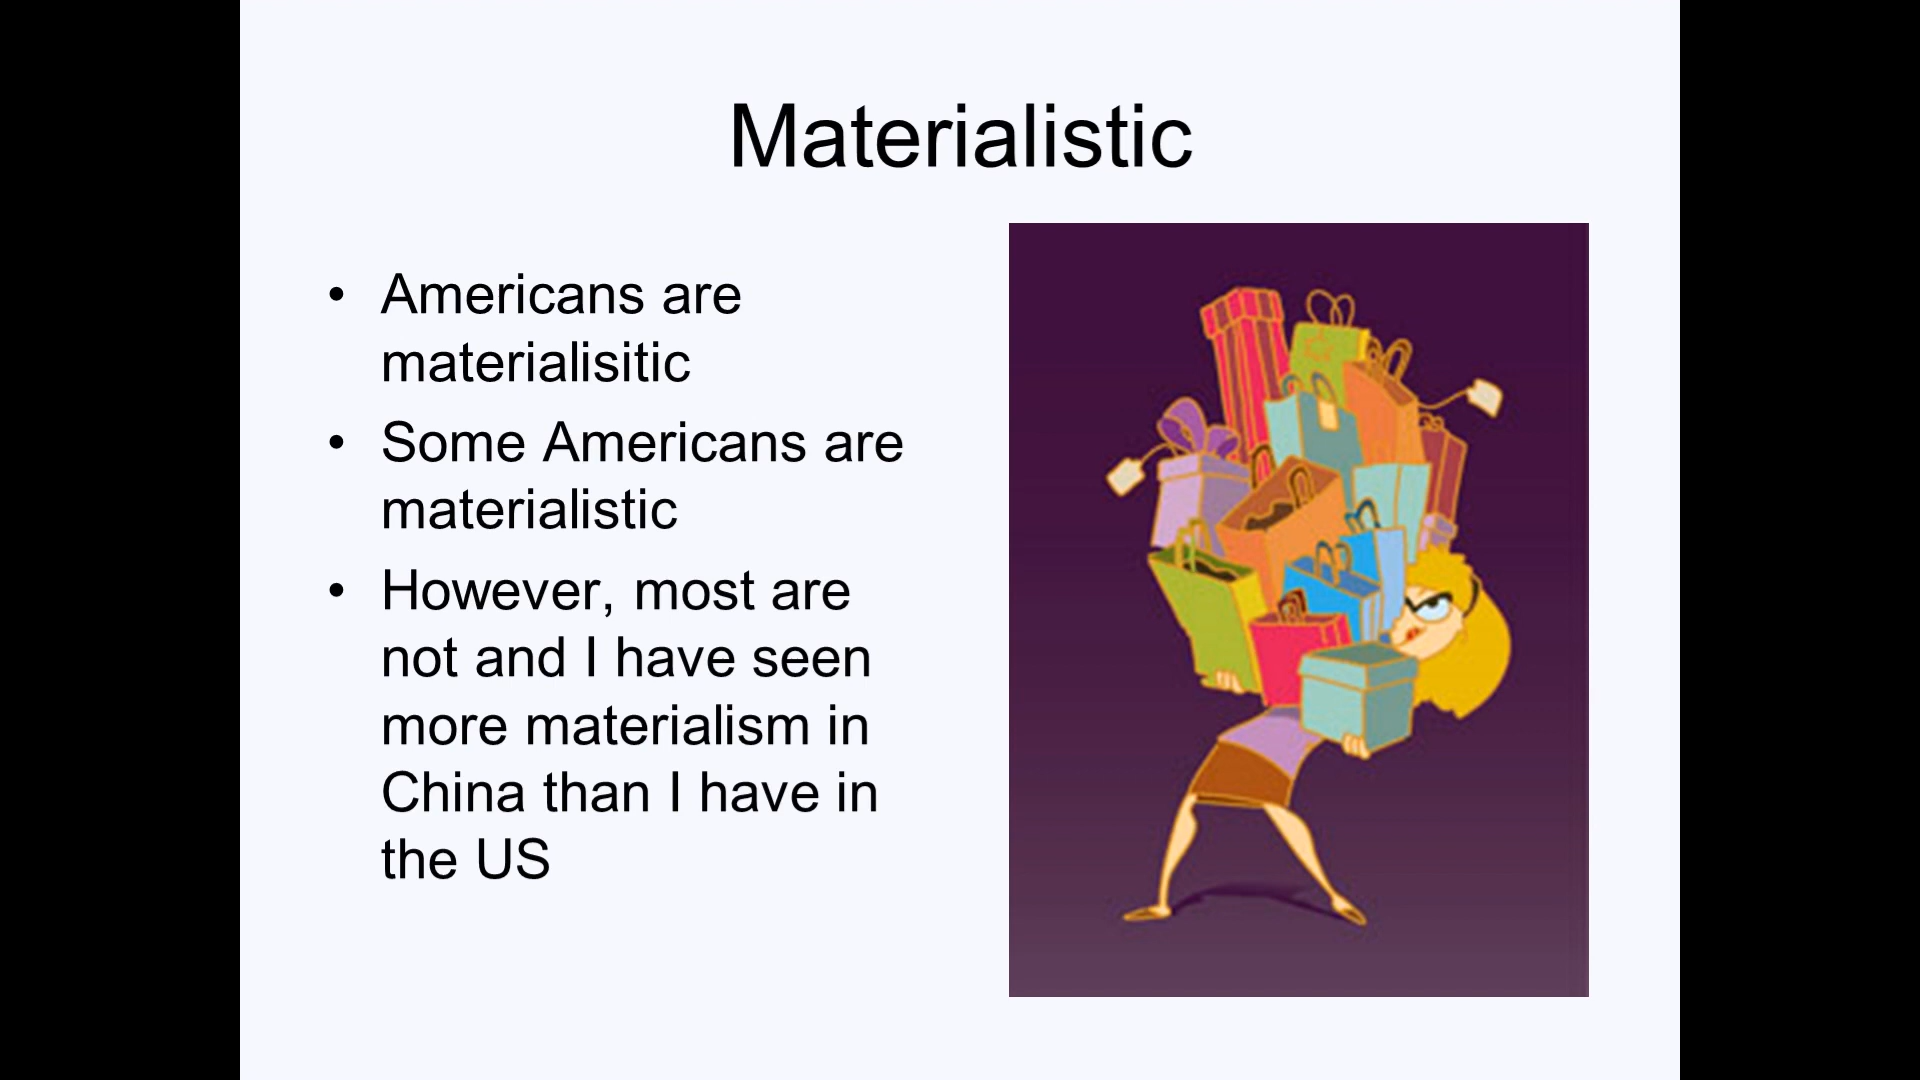 Materialistic
• Americans are
materialisitic
• Some Americans are
materialistic
• However, most are
not and I have seen
more materialism in
China than I have in
the US